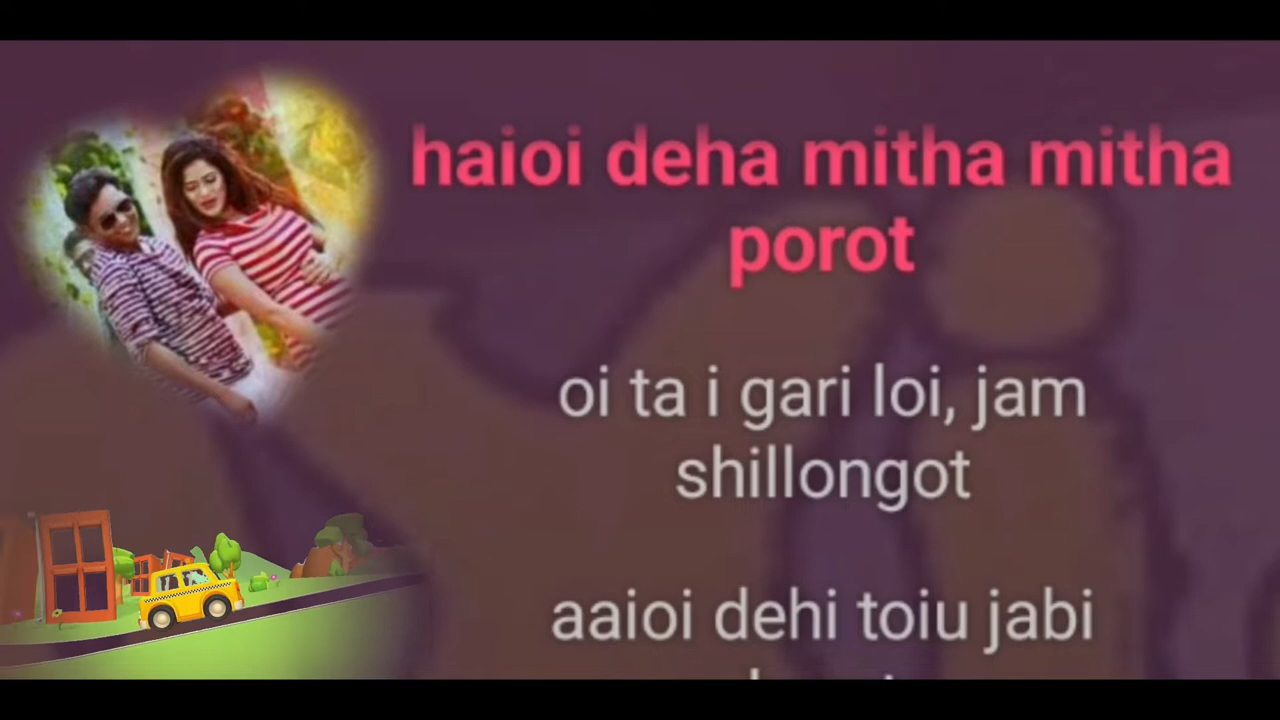 haioi deha mitha mitha
porot
oi ta i gari loi, jam
shillongot
aaioi dehi toiu jabi